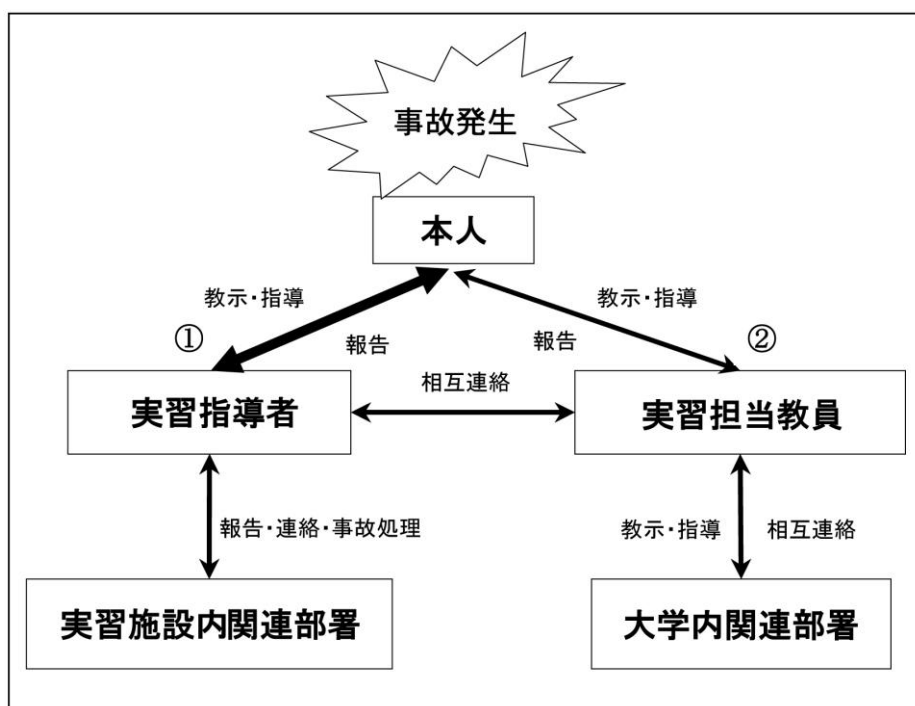 事故発生
本人
教示・指導
教示・指導
①
報告
報告
②
相互連絡
実習指導者
実習担当教員
報告・連絡・事故処理
教示・指導
相互連絡
実習施設内関連部署
大学内関連部署